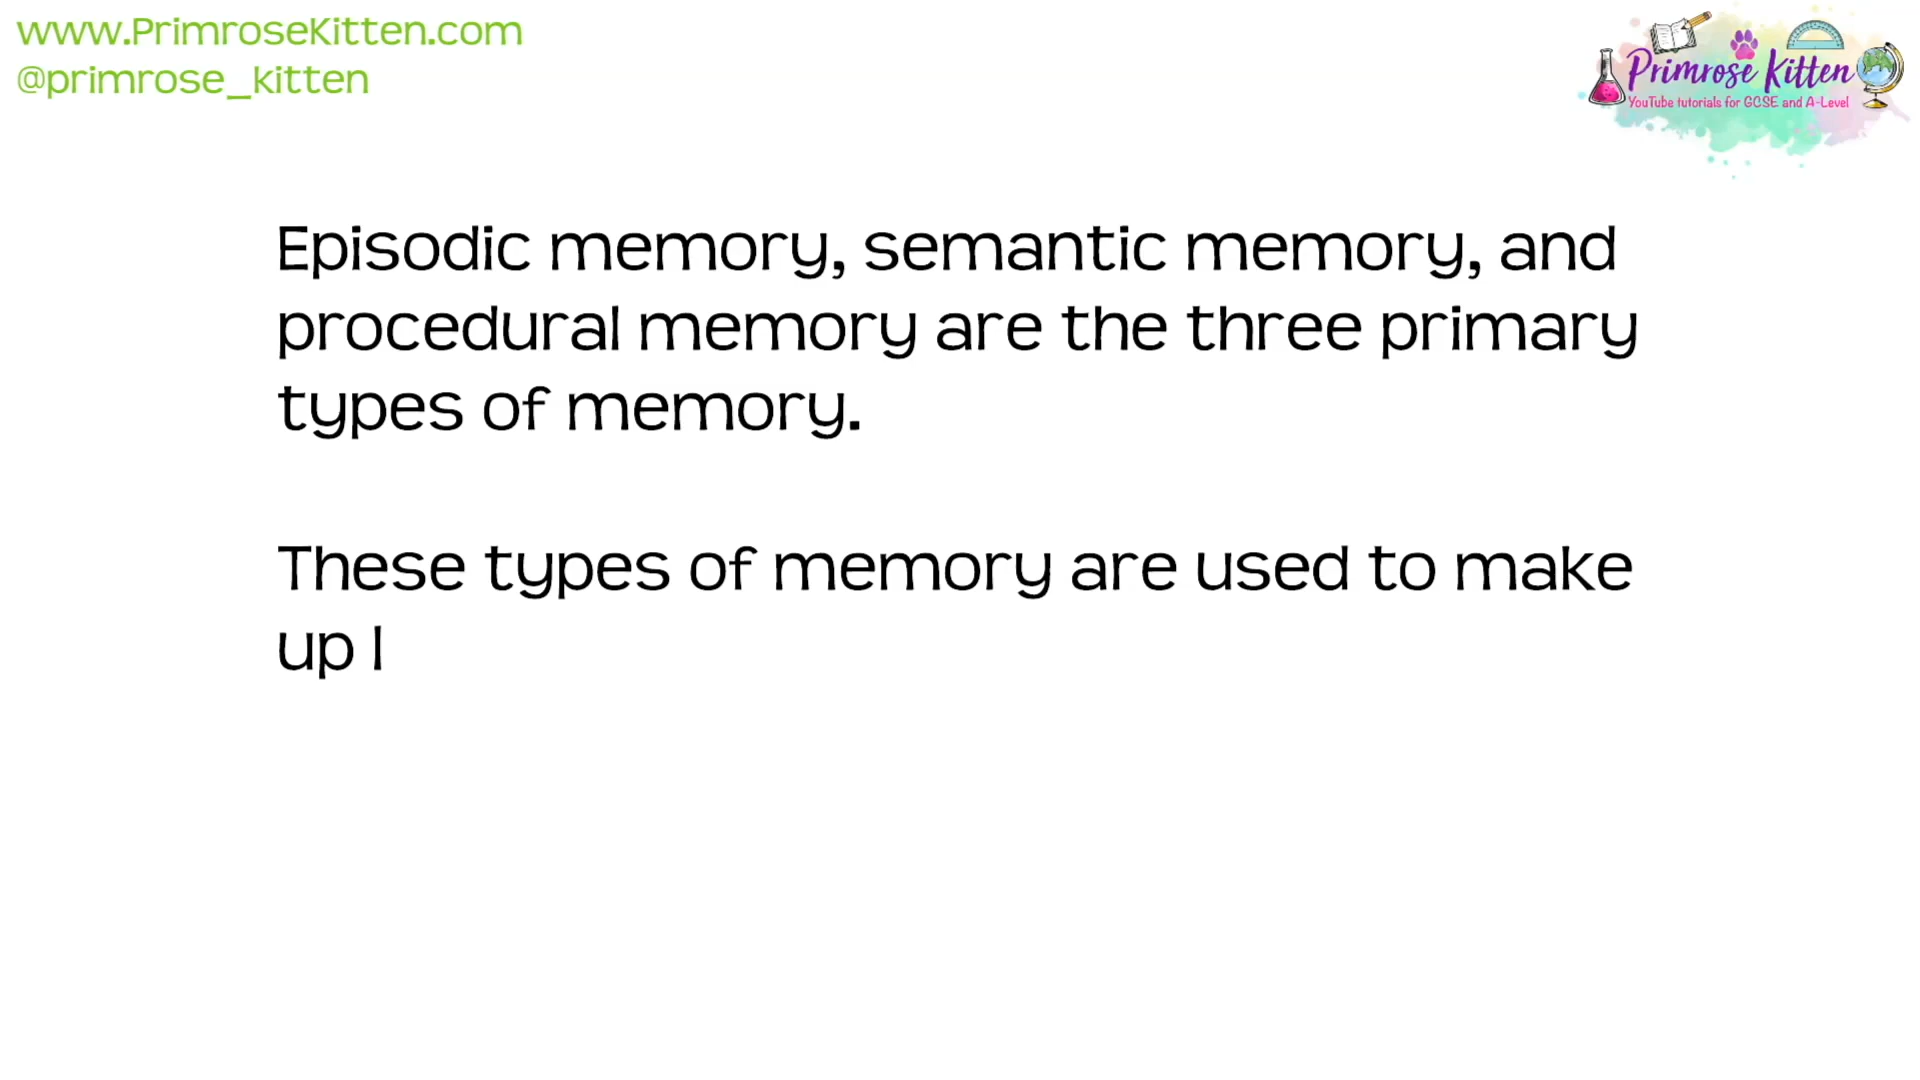 www.PrimroseKitten.com
@primrose_kitten
Primrose Kitten
YouTube tutorials for GCSE and A-Level
Episodic memory, semantic memory, and
procedural memory are the three primary
types of memory.
These types of memory are used to make
up l